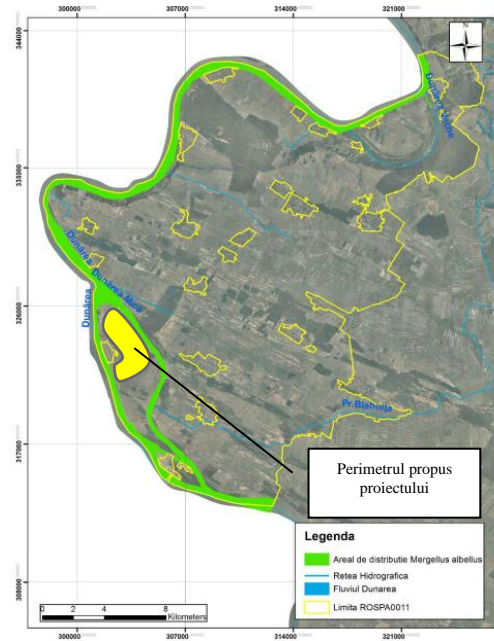 300000 307000 314000 321000
344000
335000
326000
317000
308000
Dunărea Veche
Dunărea, Dunărea Mica
Dunărea
Pr.Blahnița
Perimetrul propus
proiectului
Legenda
Areal de distributie Mergellus albellus
Retea Hidrografica
Fluviul Dunarea
Limita ROSPA0011
0 2 4 8
Kilometers
300000 307000 314000 321000